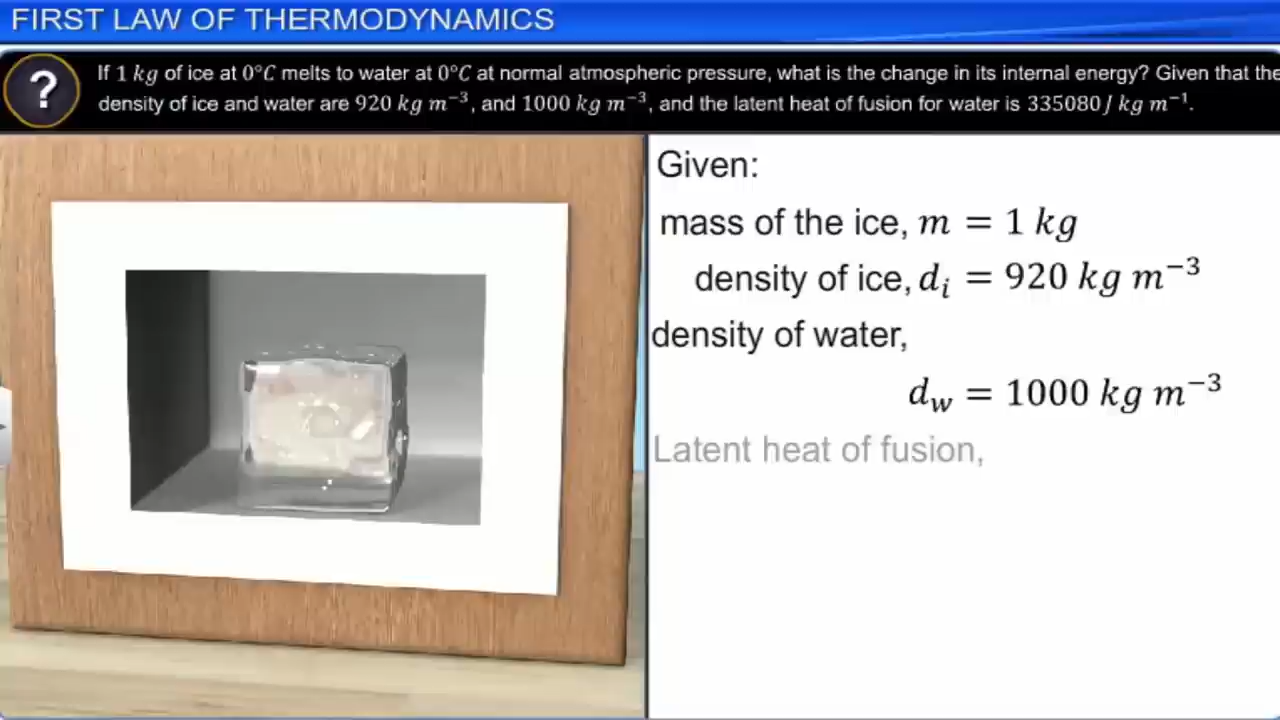 FIRST LAW OF THERMODYNAMICS
?
If 1 kg of ice at 0°C melts to water at 0°C at normal atmospheric pressure, what is the change in its internal energy? Given that the
density of ice and water are 920 kg m⁻³, and 1000 kg m⁻³, and the latent heat of fusion for water is 335080J kg m⁻¹.
Given:
mass of the ice, m = 1 kg
density of ice, dᵢ = 920 kg m⁻³
density of water,
d_w = 1000 kg m⁻³
Latent heat of fusion,